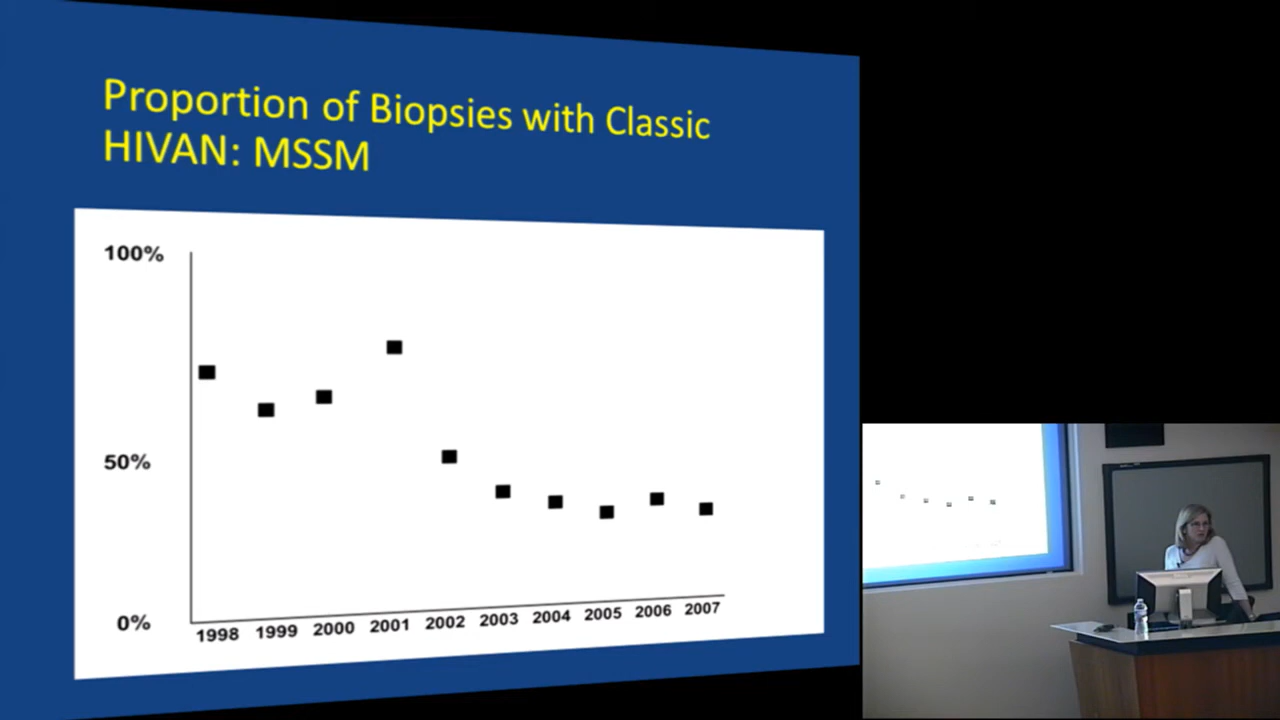 Proportion of Biopsies with Classic
HIVAN: MSSM
100%
50%
0%
1998 1999 2000 2001 2002 2003 2004 2005 2006 2007